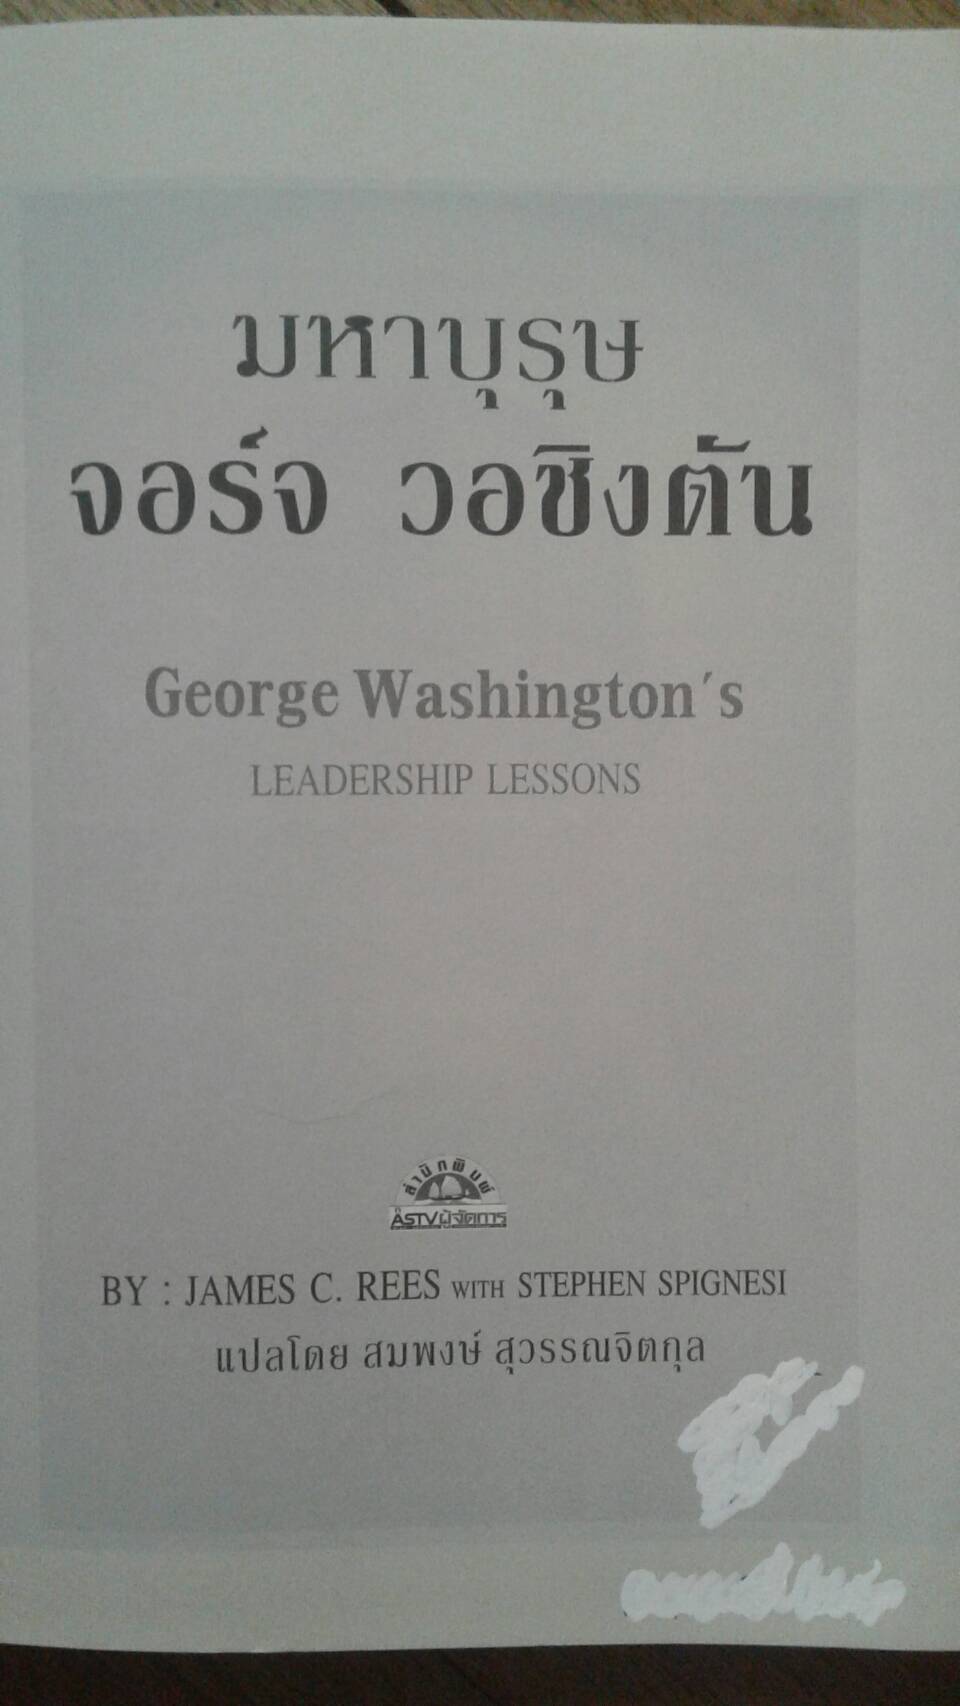 มหาบุรุษ
จอร์จ วอชิงตัน
George Washington's
LEADERSHIP LESSONS
สำนักพิมพ์
ASTVผู้จัดการ
BY : JAMES C. REES WITH STEPHEN SPIGNESI
แปลโดย สมพงษ์ สุวรรณจิตกุล